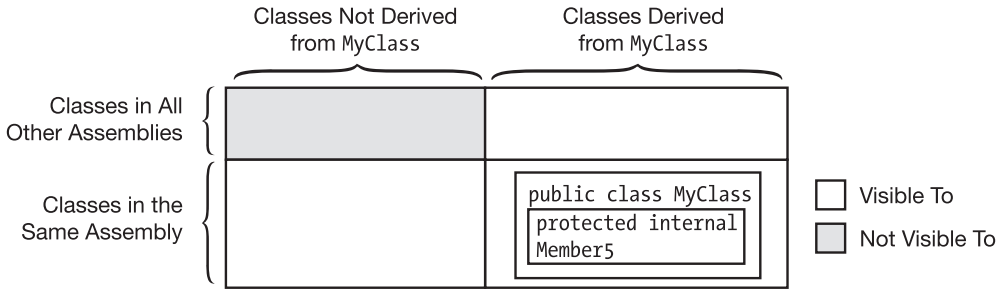 Classes Not Derived
from MyClass
Classes Derived
from MyClass
Classes in All
Other Assemblies
Classes in the
Same Assembly
public class MyClass
protected internal
Member5
Visible To
Not Visible To